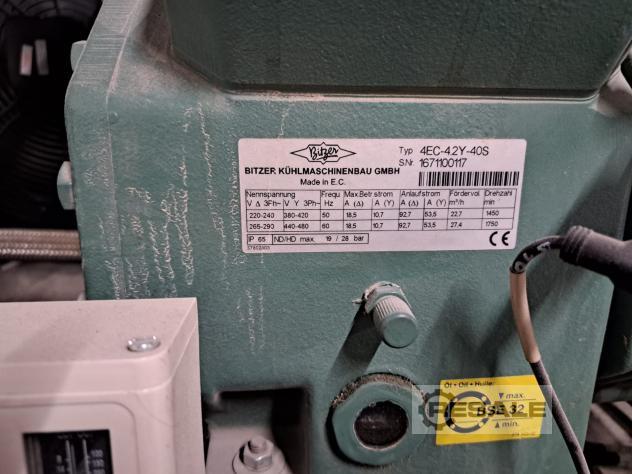 Bitzer
Typ 4EC-4.2Y-40S
S.Nr. 1671100117
BITZER KÜHLMASCHINENBAU GMBH
Made in E.C.
Nennspannung Frequ Max.Betr.strom Anlaufstrom Fördervol. Drehzahl
V Δ 3Ph~ V Y 3Ph~ Hz A (Δ) A (Y) A (Δ) A (Y) m³/h min⁻
220-240 380-420 50 18,5 10,7 92,7 53,5 22,7 1450
265-290 440-480 60 18,5 10,7 92,7 53,5 27,4 1750
IP 65 ND/HD max. 19 / 28 bar
CE
Öl • Oil • Huile
max.
BSE 32
min.
RESALE